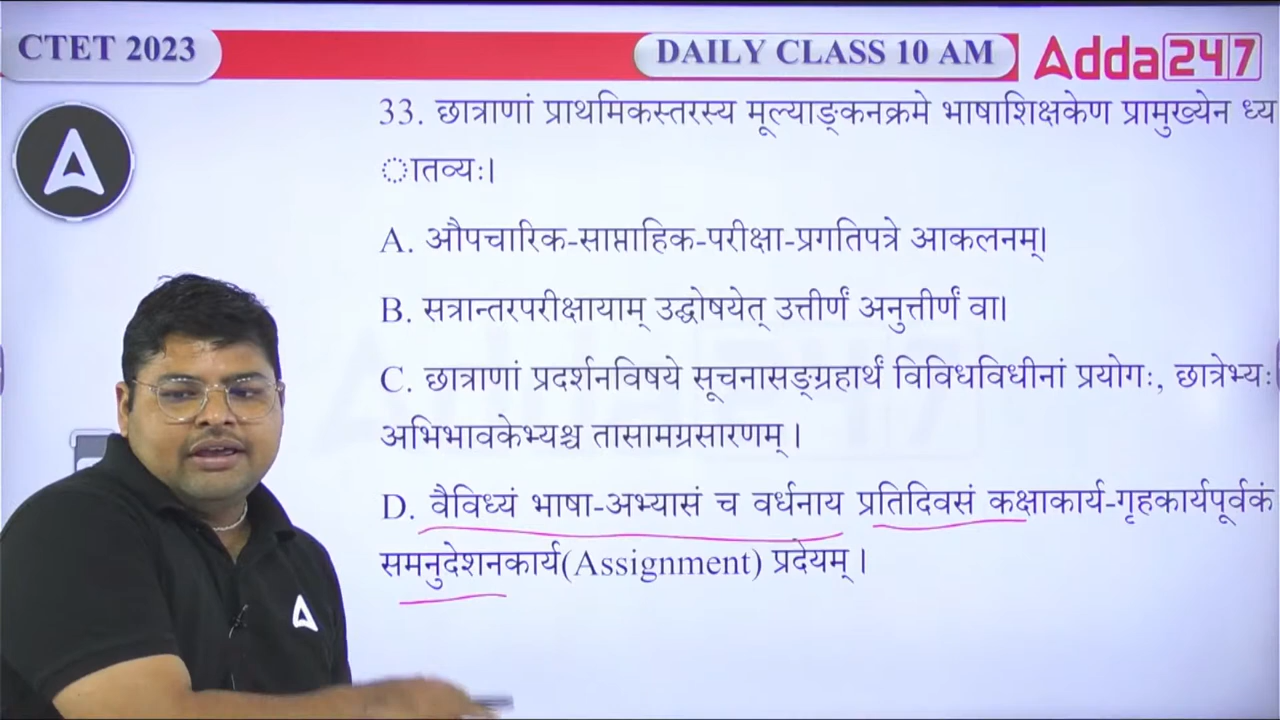 CTET 2023
DAILY CLASS 10 AM
Adda247
33. छात्राणां प्राथमिकस्तरस्य मूल्याङ्कनक्रमे भाषाशिक्षकेण प्रामुख्येन ध्य
ातव्यः।
A. औपचारिक-साप्ताहिक-परीक्षा-प्रगतिपत्रे आकलनम्।
B. सत्रान्तरपरीक्षायाम् उद्घोषयेत् उत्तीर्णं अनुत्तीर्णं वा।
C. छात्राणां प्रदर्शनविषये सूचनासङ्ग्रहार्थं विविधविधीनां प्रयोगः, छात्रेभ्यः
अभिभावकेभ्यश्च तासामग्रसारणम् ।
D. वैविध्यं भाषा-अभ्यासं च वर्धनाय प्रतिदिवसं कक्षाकार्य-गृहकार्यपूर्वकं
समनुदेशनकार्य(Assignment) प्रदेयम् ।